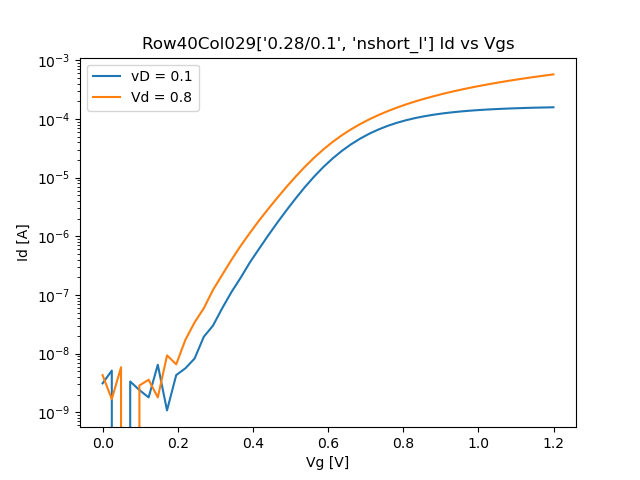 Row40Col029['0.28/0.1', 'nshort_l'] Id vs Vgs
vD = 0.1
Vd = 0.8
Id [A]
10⁻³
10⁻⁴
10⁻⁵
10⁻⁶
10⁻⁷
10⁻⁸
10⁻⁹
0.0 0.2 0.4 0.6 0.8 1.0 1.2
Vg [V]